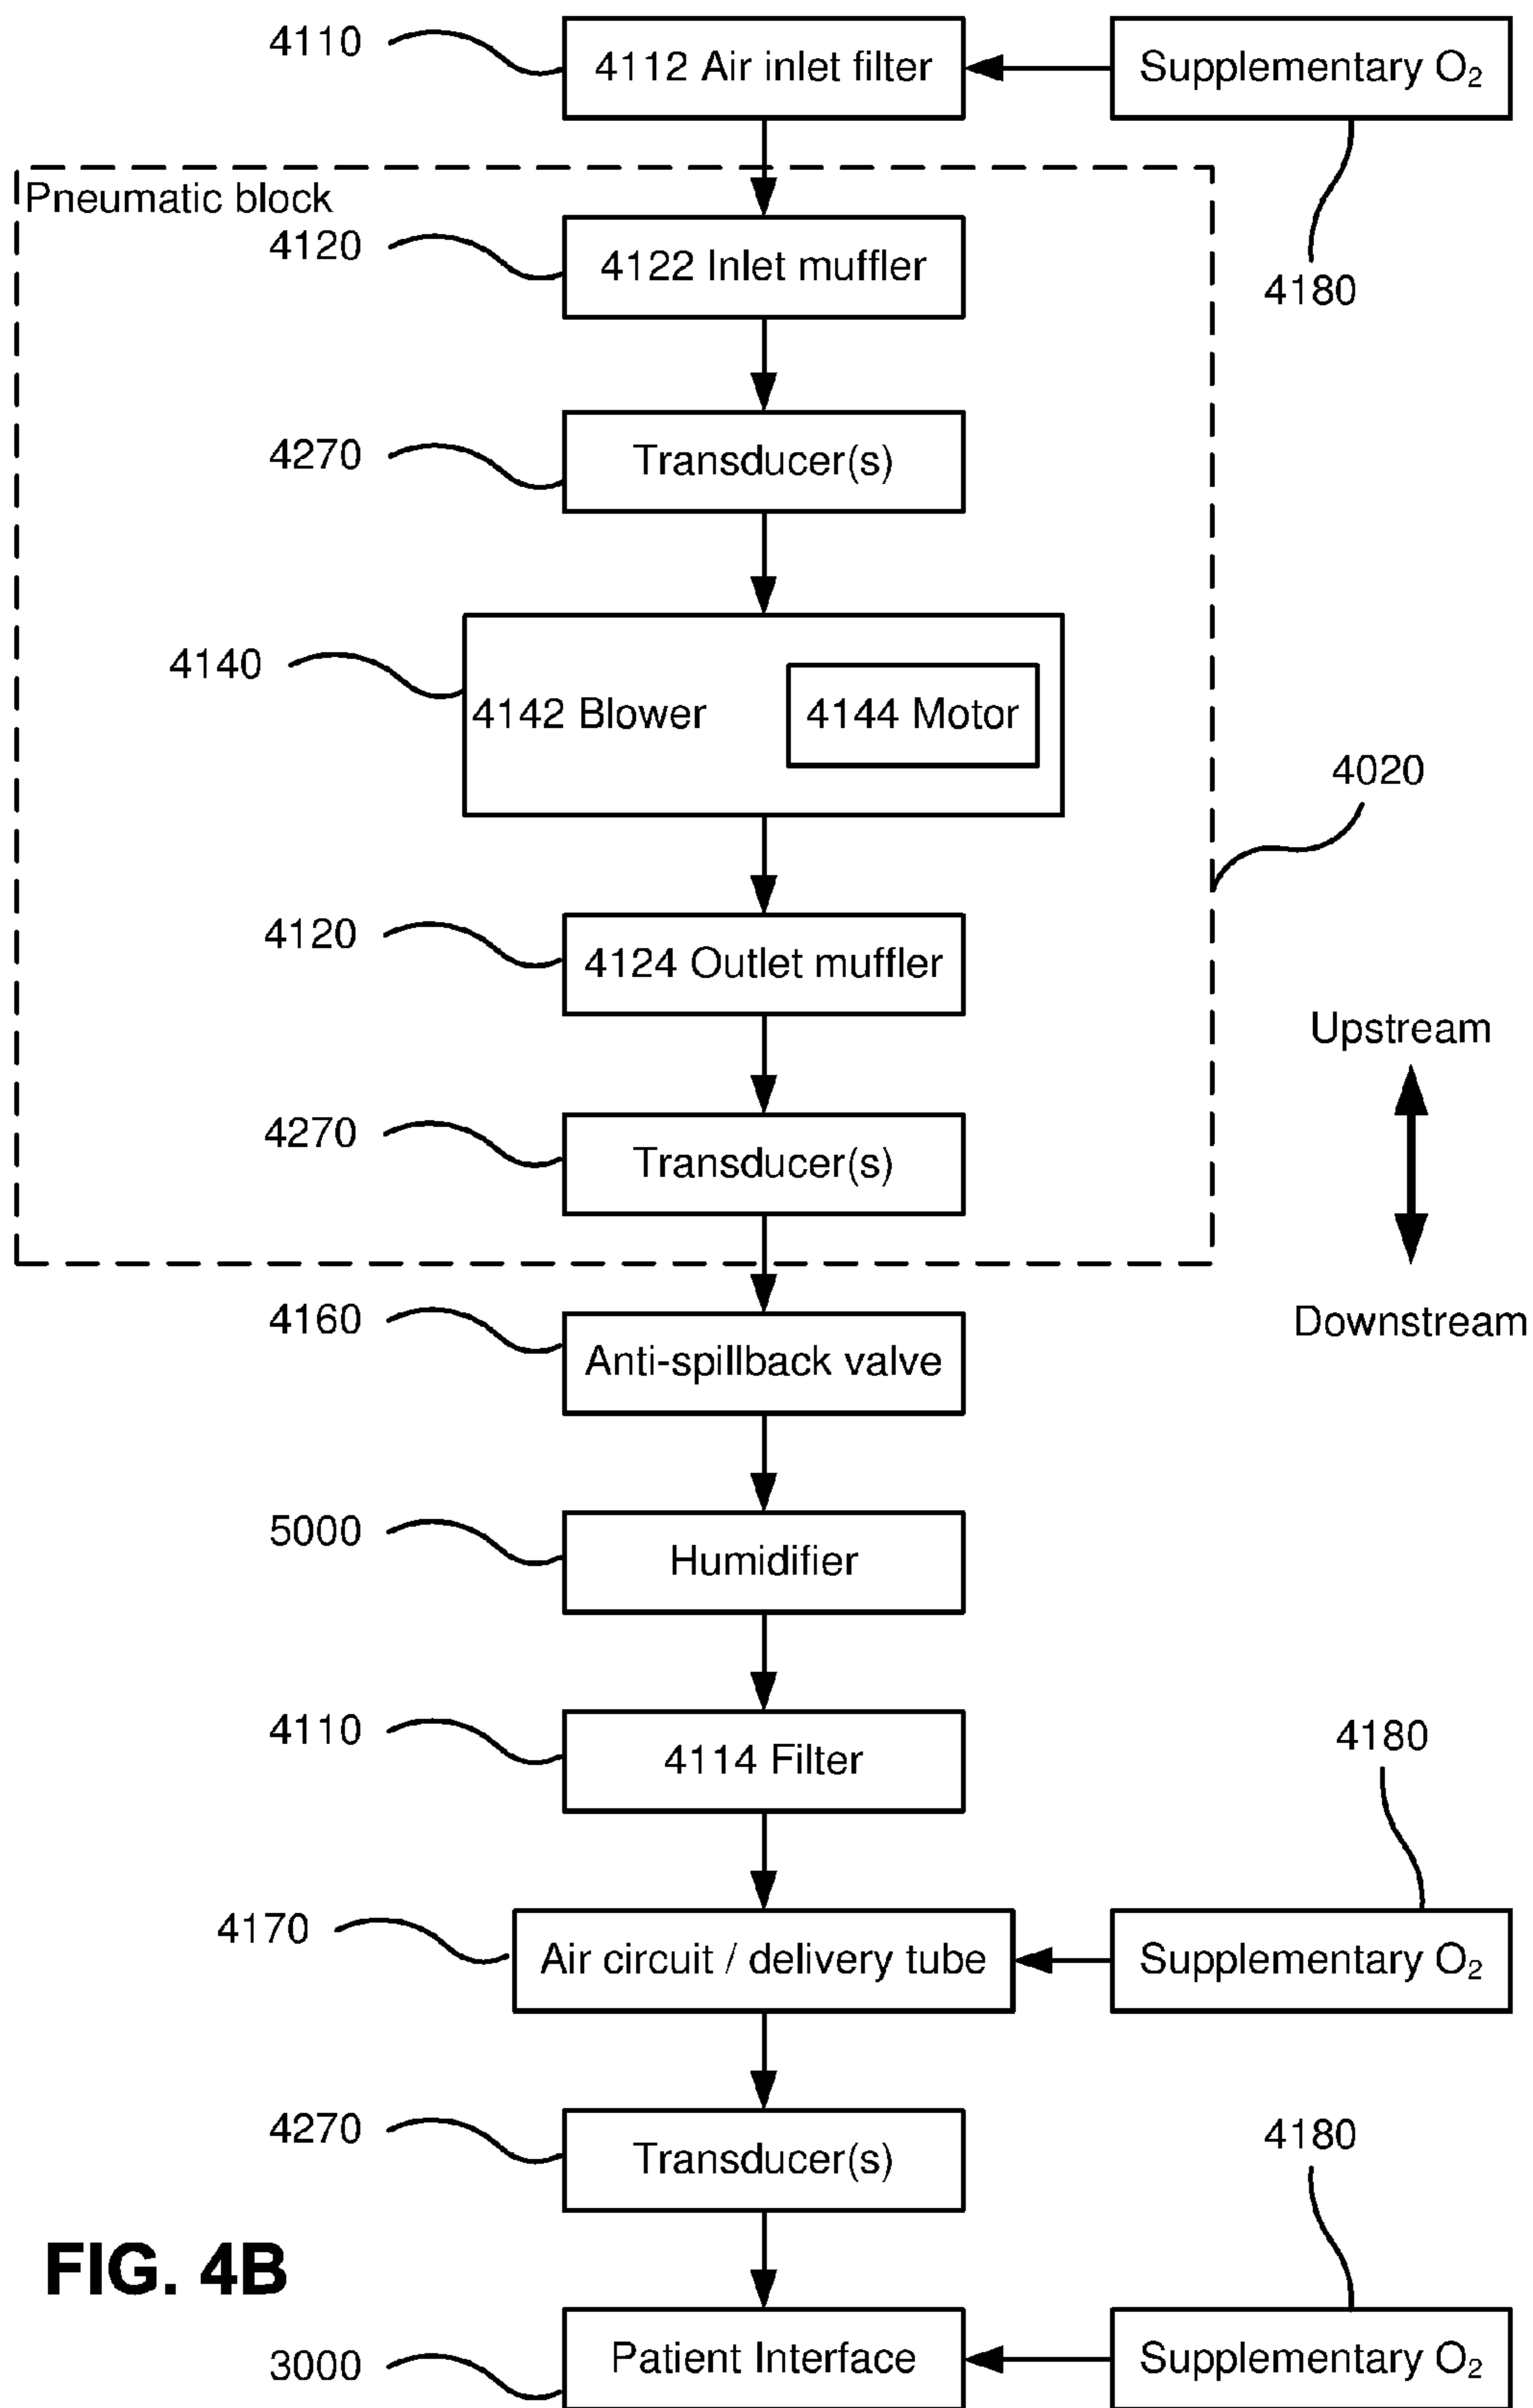 4110
4112 Air inlet filter
Supplementary O₂
Pneumatic block
4120
4122 Inlet muffler
4180
4270
Transducer(s)
4140
4142 Blower
4144 Motor
4020
4120
4124 Outlet muffler
Upstream
4270
Transducer(s)
4160
Anti-spillback valve
Downstream
5000
Humidifier
4110
4114 Filter
4180
4170
Air circuit / delivery tube
Supplementary O₂
4270
Transducer(s)
4180
FIG. 4B
3000
Patient Interface
Supplementary O₂